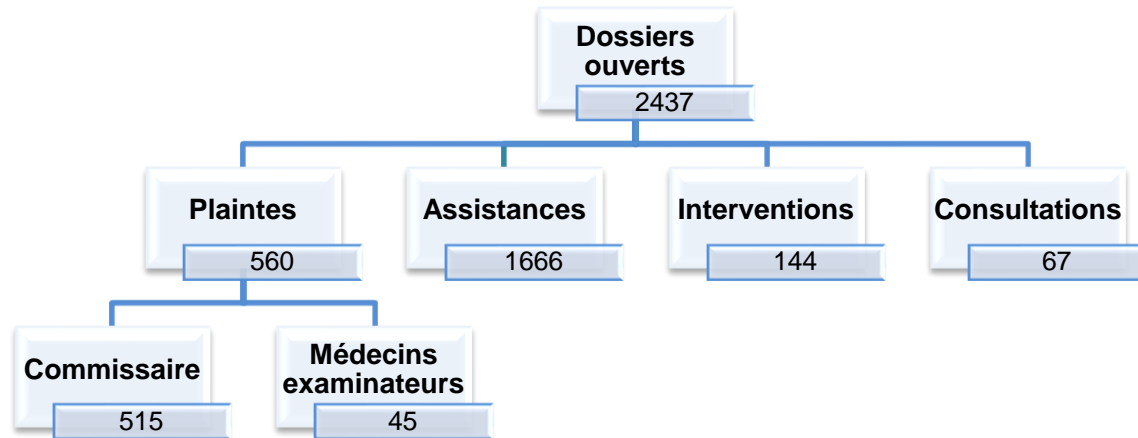 Dossiers
ouverts
2437
Plaintes
560
Assistances
1666
Interventions
144
Consultations
67
Commissaire
515
Médecins
examinateurs
45